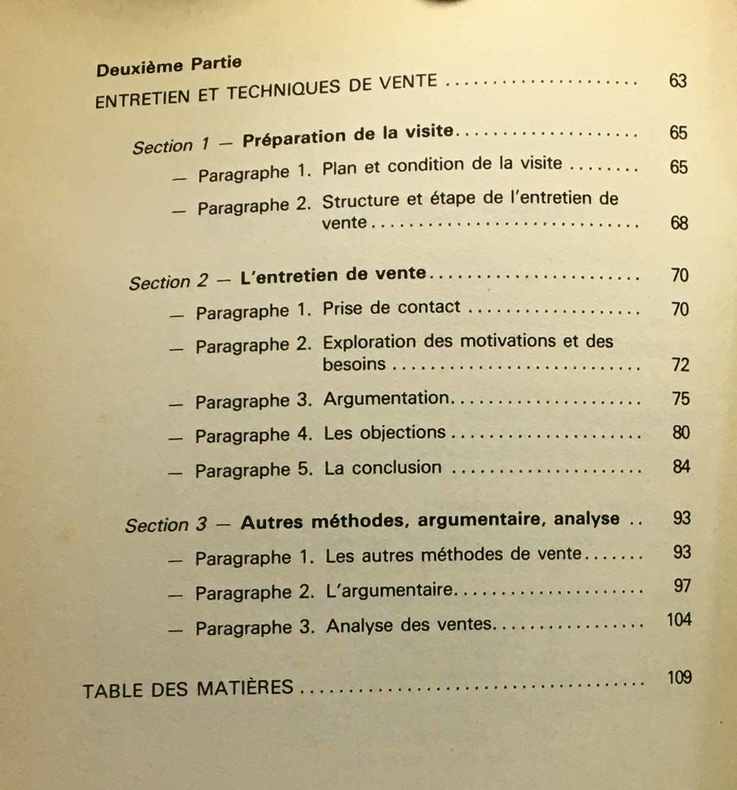 Deuxième Partie
ENTRETIEN ET TECHNIQUES DE VENTE .................... 63
Section 1 — Préparation de la visite.................... 65
— Paragraphe 1. Plan et condition de la visite ........ 65
— Paragraphe 2. Structure et étape de l'entretien de
vente............................. 68
Section 2 — L'entretien de vente...................... 70
— Paragraphe 1. Prise de contact .................. 70
— Paragraphe 2. Exploration des motivations et des
besoins .......................... 72
— Paragraphe 3. Argumentation.................... 75
— Paragraphe 4. Les objections .................... 80
— Paragraphe 5. La conclusion .................... 84
Section 3 — Autres méthodes, argumentaire, analyse .. 93
— Paragraphe 1. Les autres méthodes de vente....... 93
— Paragraphe 2. L'argumentaire.................... 97
— Paragraphe 3. Analyse des ventes................ 104
TABLE DES MATIÈRES .................................... 109